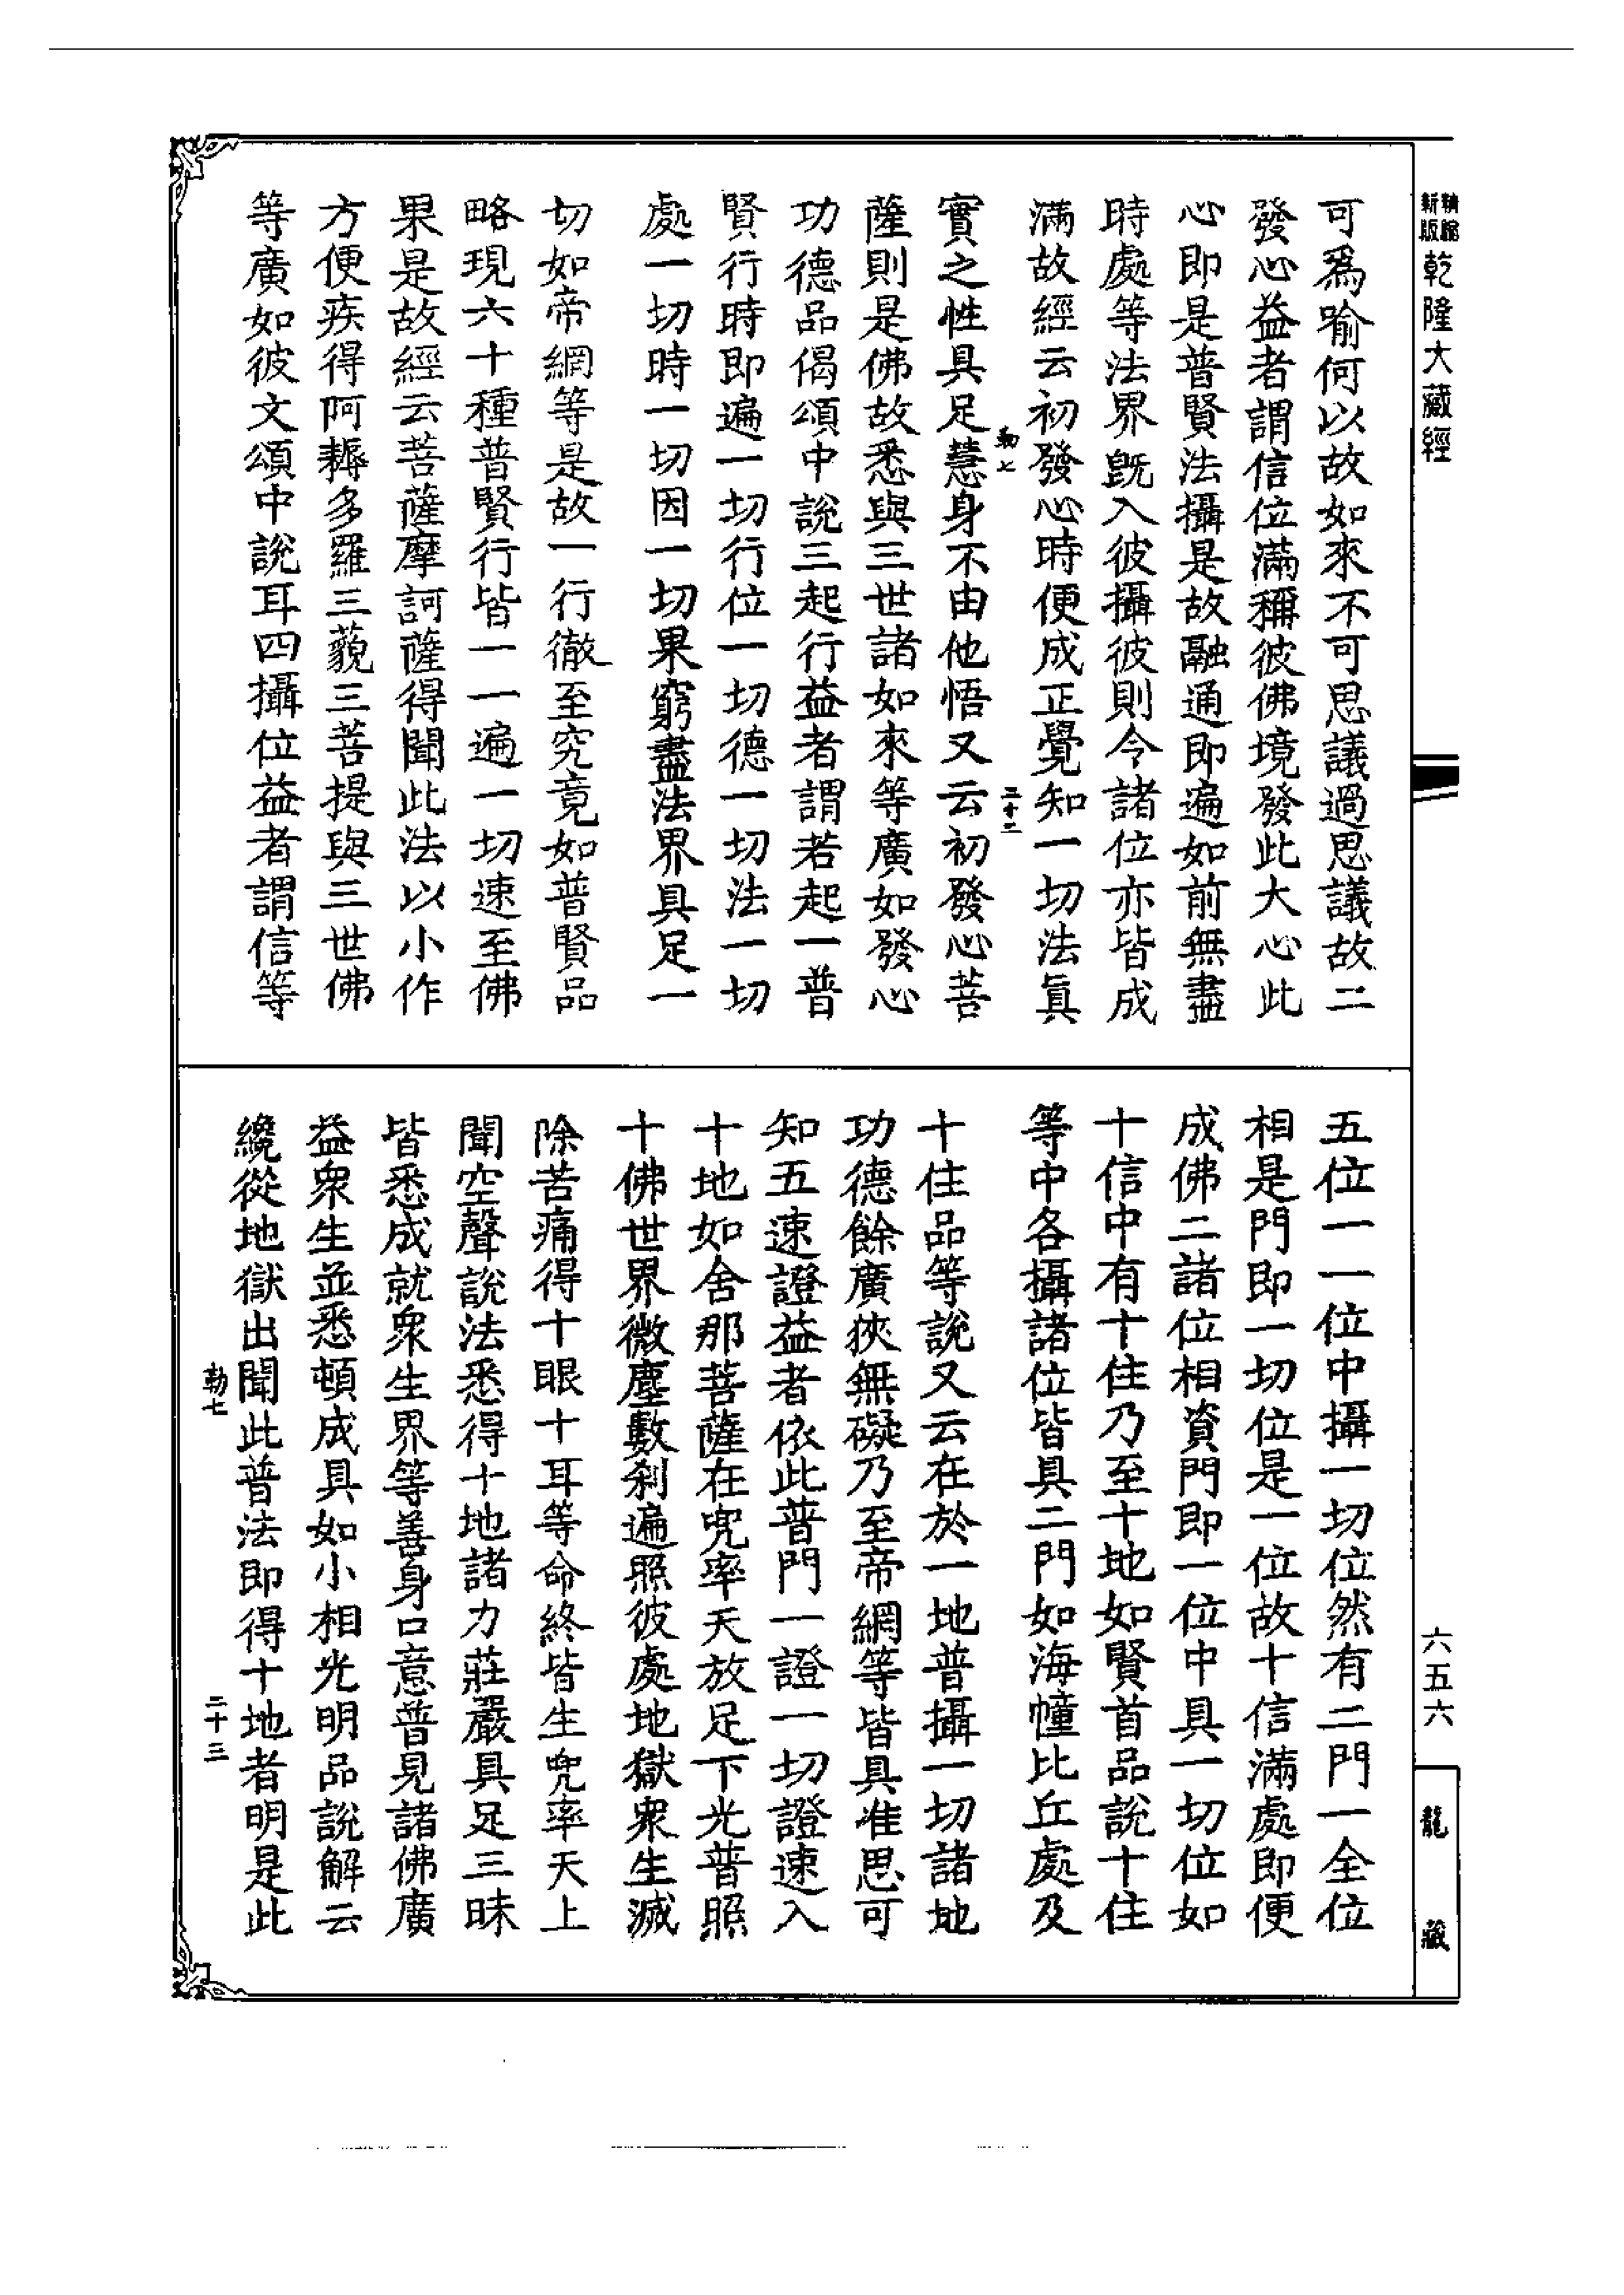 新版
乾隆大藏經
可爲喻何以故如來不可思議過思議故二
發心益者謂信位滿稱彼佛境發此大心此
心即是普賢法攝是故融通即遍如前無盡
時處等法界旣入彼攝彼則令諸位亦皆成
滿故經云初發心時便成正覺知一切法眞
勒七
二十二
實之性具足慧身不由他悟又云初發心菩
薩則是佛故悉與三世諸如來等廣如發心
功德品偈頌中說三起行益者謂若起一普
賢行時即遍一切行位一切德一切法一切
處一切時一切因一切果窮盡法界具足一
切如帝網等是故一行徹至究竟如普賢品
略現六十種普賢行皆一一遍一切速至佛
果是故經云菩薩摩訶薩得聞此法以小作
方便疾得阿耨多羅三藐三菩提與三世佛
等廣如彼文頌中說耳四攝位益者謂信等
五位一一位中攝一切位然有二門一全位
相是門即一切位是一位故十信滿處即便
成佛二諸位相資門即一位中具一切位如
十信中有十住乃至十地如賢首品說十住
等中各攝諸位皆具二門如海幢比丘處及
十住品等說又云在於一地普攝一切諸地
功德餘廣狹無礙乃至帝網等皆具准思可
知五速證益者依此普門一證一切證速入
十地如舍那菩薩在兜率天放足下光普照
十佛世界微塵數刹遍照彼處地獄衆生滅
除苦痛得十眼十耳等命終皆生兜率天上
聞空聲說法悉得十地諸力莊嚴具足三昧
皆悉成就衆生界等善身口意普見諸佛廣
益衆生並悉頓成具如小相光明品說解云
纔從地獄出聞此普法即得十地者明是此
勒七
二十三
六五六
龍藏